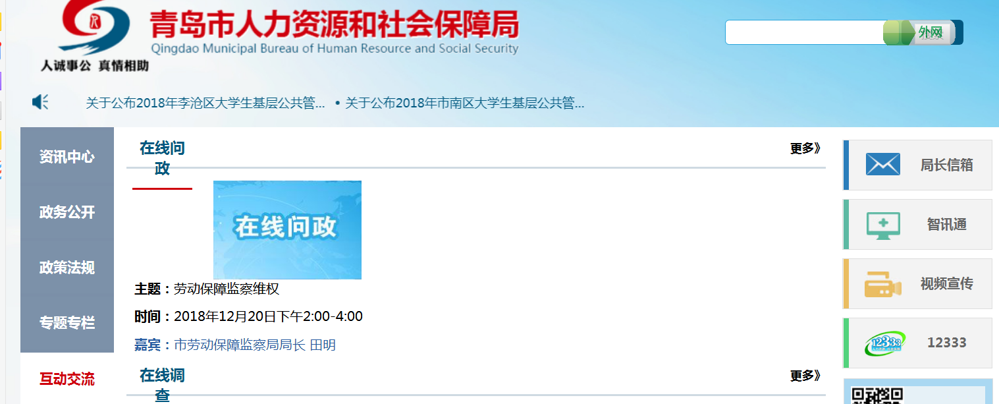 青岛市人力资源和社会保障局
Qingdao Municipal Bureau of Human Resource and Social Security
人诚事公 真情相助
外网
关于公布2018年李沧区大学生基层公共管... • 关于公布2018年市南区大学生基层公共管...
资讯中心
政务公开
政策法规
专题专栏
互动交流
在线问
政
更多》
在线问政
主题：劳动保障监察维权
时间：2018年12月20日下午2:00-4:00
嘉宾：市劳动保障监察局局长 田明
在线调
查
更多》
局长信箱
智讯通
视频宣传
12333
12333